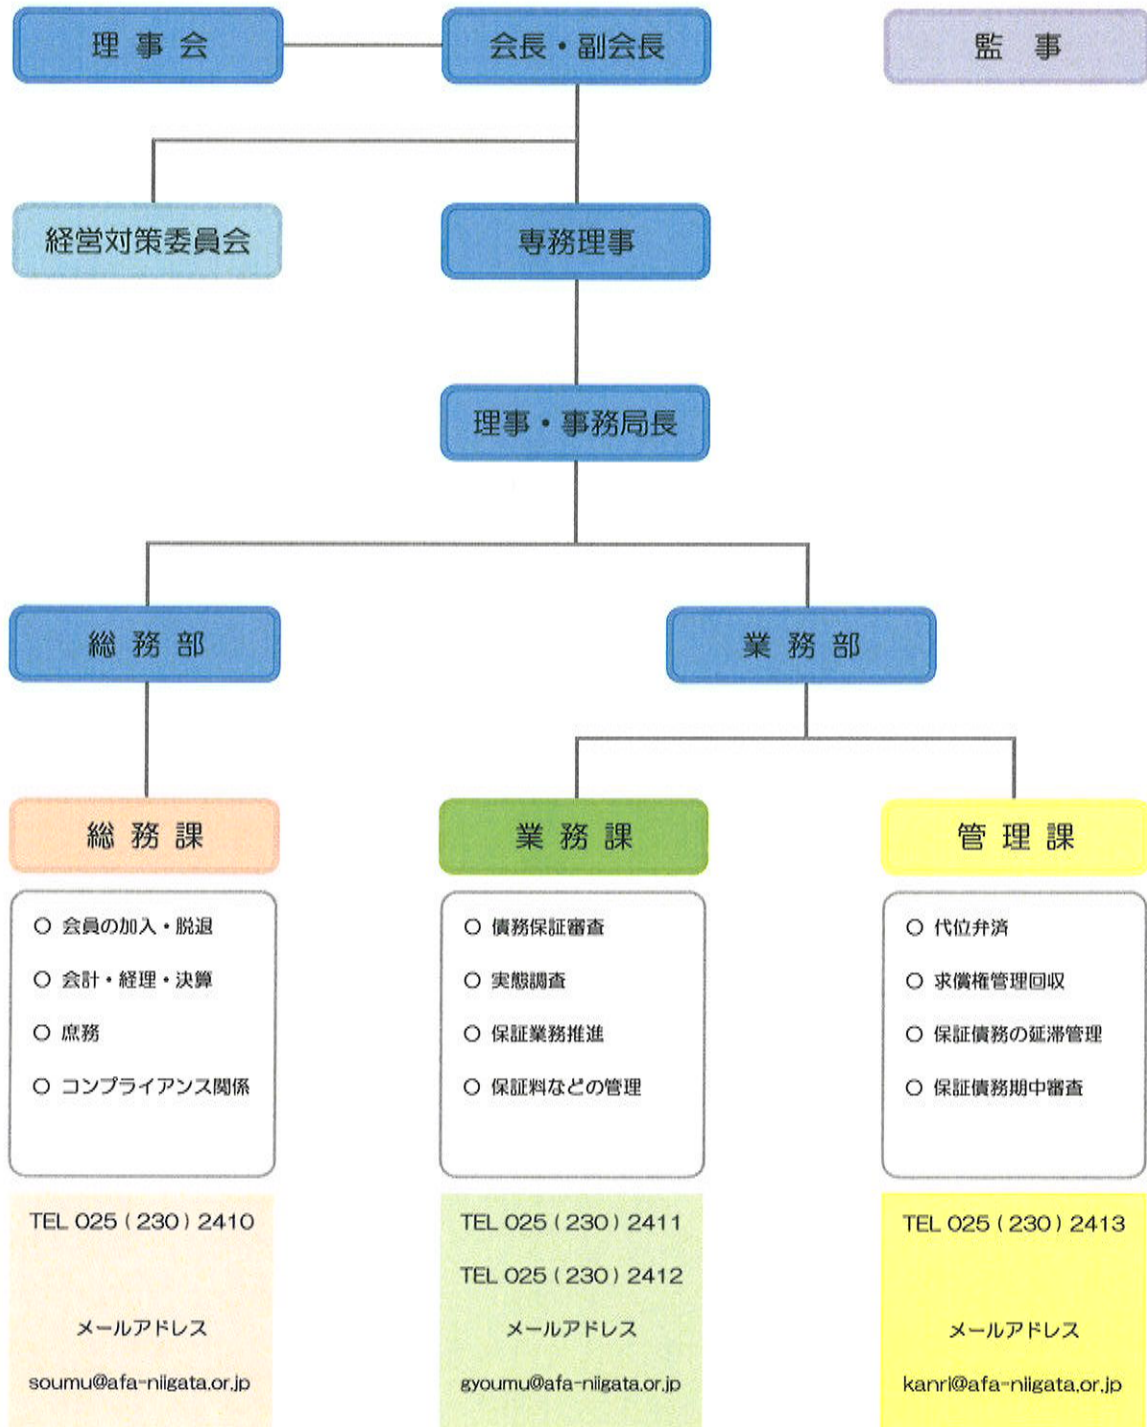 理事会
会長・副会長
監事
経営対策委員会
専務理事
理事・事務局長
総務部
業務部
総務課
業務課
管理課
○ 会員の加入・脱退
○ 会計・経理・決算
○ 庶務
○ コンプライアンス関係
○ 債務保証審査
○ 実態調査
○ 保証業務推進
○ 保証料などの管理
○ 代位弁済
○ 求償権管理回収
○ 保証債務の延滞管理
○ 保証債務期中審査
TEL 025 ( 230 ) 2410
メールアドレス
soumu@afa-niigata.or.jp
TEL 025 ( 230 ) 2411
TEL 025 ( 230 ) 2412
メールアドレス
gyoumu@afa-niigata.or.jp
TEL 025 ( 230 ) 2413
メールアドレス
kanri@afa-niigata.or.jp